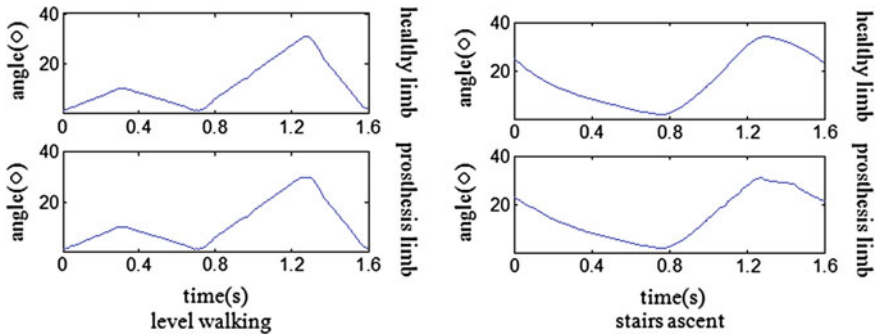 angle(◇)
40
20
0 0.4 0.8 1.2 1.6
healthy limb
angle(◇)
40
20
0 0.4 0.8 1.2 1.6
prosthesis limb
time(s)
level walking
angle(◇)
40
20
0 0.4 0.8 1.2 1.6
healthy limb
angle(◇)
40
20
0 0.4 0.8 1.2 1.6
prosthesis limb
time(s)
stairs ascent